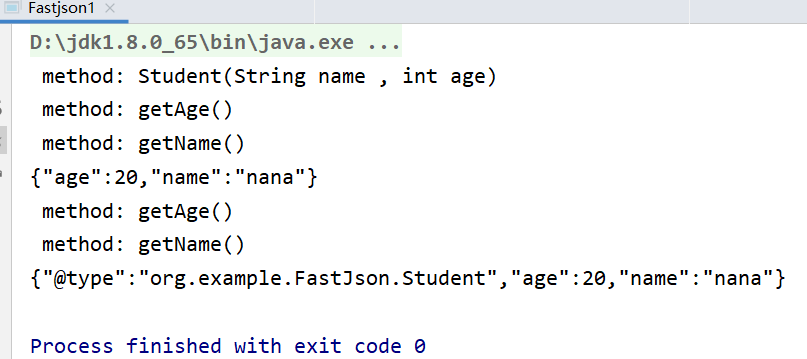 Fastjson1
D:\jdk1.8.0_65\bin\java.exe ...
method: Student(String name , int age)
method: getAge()
method: getName()
{"age":20,"name":"nana"}
method: getAge()
method: getName()
{"@type":"org.example.FastJson.Student","age":20,"name":"nana"}
Process finished with exit code 0